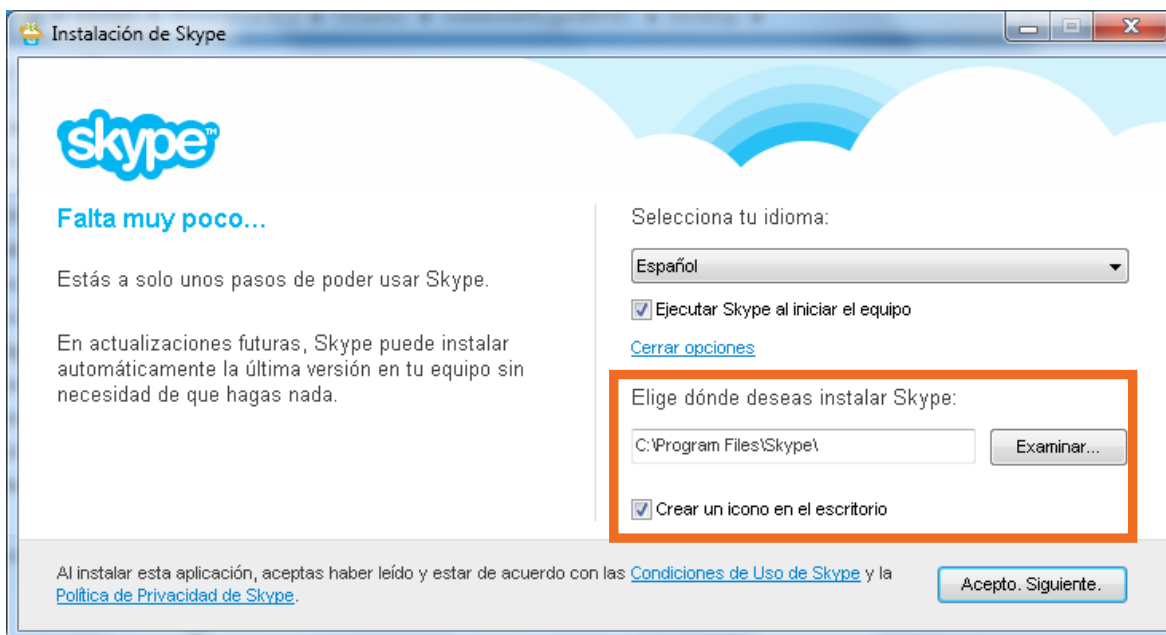 Instalación de Skype
skype™
Falta muy poco...
Estás a solo unos pasos de poder usar Skype.
En actualizaciones futuras, Skype puede instalar
automáticamente la última versión en tu equipo sin
necesidad de que hagas nada.
Selecciona tu idioma:
Español
Ejecutar Skype al iniciar el equipo
Cerrar opciones
Elige dónde deseas instalar Skype:
C:\Program Files\Skype\
Examinar...
Crear un icono en el escritorio
Al instalar esta aplicación, aceptas haber leído y estar de acuerdo con las Condiciones de Uso de Skype y la
Política de Privacidad de Skype.
Acepto. Siguiente.